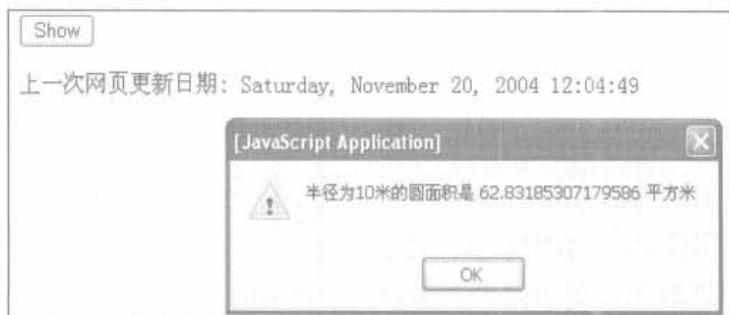 Show
上一次网页更新日期: Saturday, November 20, 2004 12:04:49
[JavaScript Application]
半径为10米的圆面积是 62.83185307179586 平方米
OK